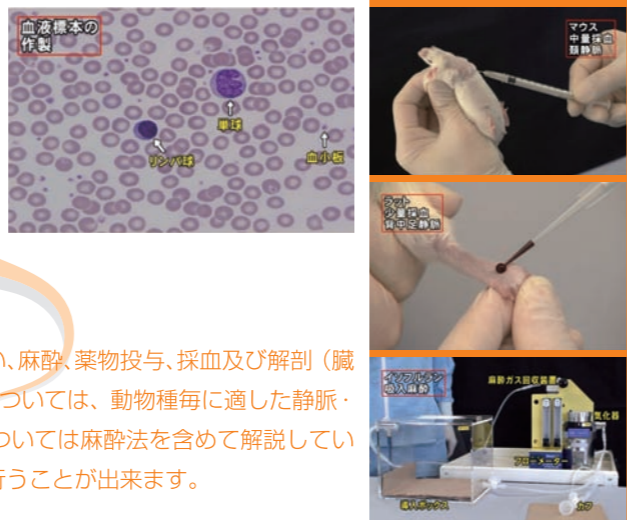 血液標本の
作製
単球
リンパ球
血小板
マウス
中量採血
頚静脈
ラット
少量採血
背中足静脈
い、麻酔、薬物投与、採血及び解剖（臓
ついては、動物種毎に適した静脈・
ついては麻酔法を含めて解説してい
行うことが出来ます。
イソフルラン
吸入麻酔
麻酔ガス回収装置
気化器
フローメーター
導入ボックス
カフ